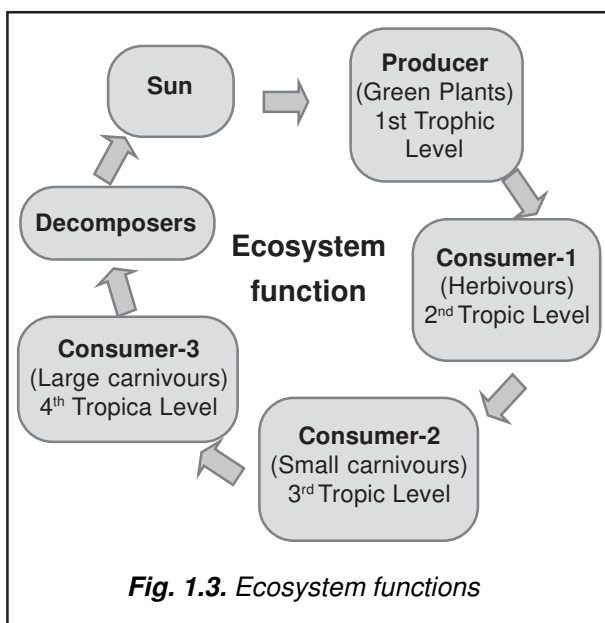 Sun
Producer
(Green Plants)
1st Trophic
Level
Consumer-1
(Herbivours)
2nd Tropic Level
Consumer-2
(Small carnivours)
3rd Tropic Level
Consumer-3
(Large carnivours)
4th Tropica Level
Decomposers
Ecosystem
function
Fig. 1.3. Ecosystem functions